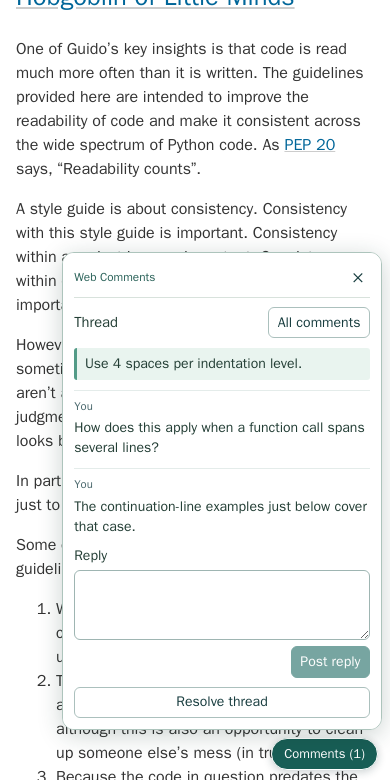 Hobgoblin of Little Minds
One of Guido’s key insights is that code is read
much more often than it is written. The guidelines
provided here are intended to improve the
readability of code and make it consistent across
the wide spectrum of Python code. As PEP 20
says, “Readability counts”.
A style guide is about consistency. Consistency
with this style guide is important. Consistency
within a
within
importa
Howev
someti
aren’t a
judgm
looks b
In part
just to
Some
guideli
Web Comments ×
Thread
All comments
Use 4 spaces per indentation level.
You
How does this apply when a function call spans
several lines?
You
The continuation-line examples just below cover
that case.
Reply
Post reply
Resolve thread
1. W
2. T
although this is also an opportunity to clean
up someone else’s mess (in tru
3. Because the code in question predates the
Comments (1)